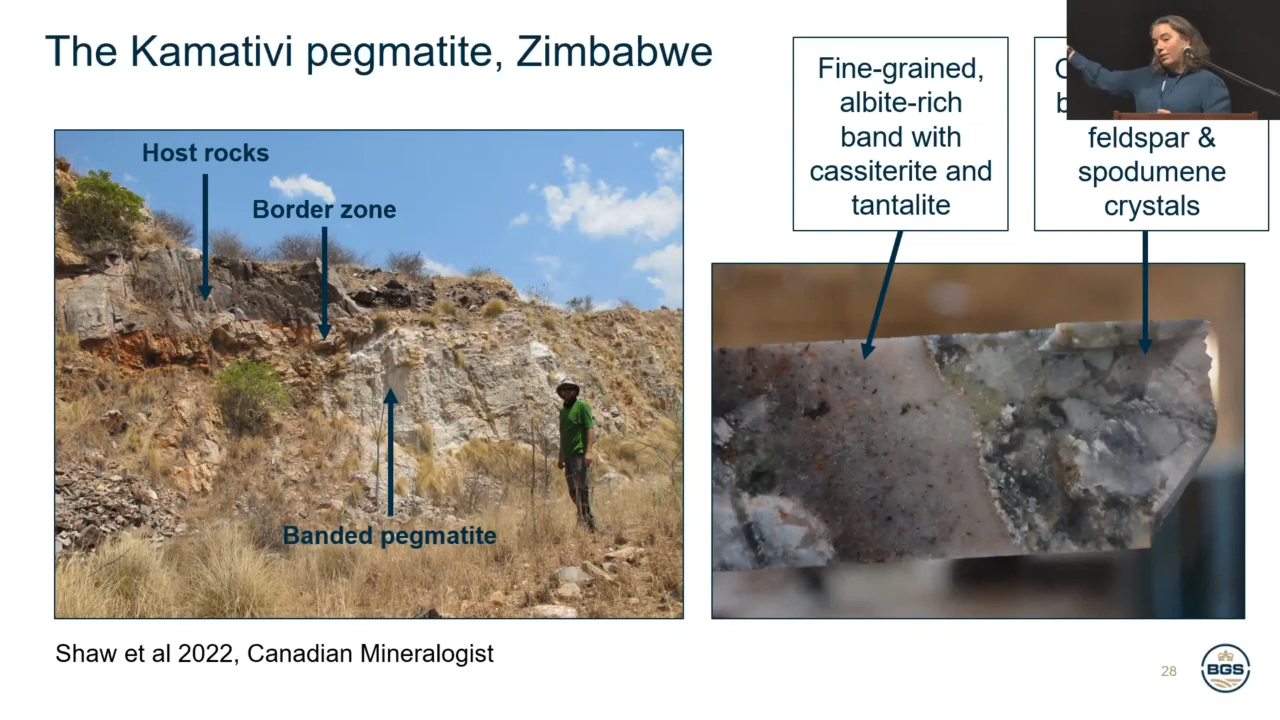 The Kamativi pegmatite, Zimbabwe
Host rocks
Border zone
Banded pegmatite
Fine-grained,
albite-rich
band with
cassiterite and
tantalite
feldspar &
spodumene
crystals
Shaw et al 2022, Canadian Mineralogist
28
BGS